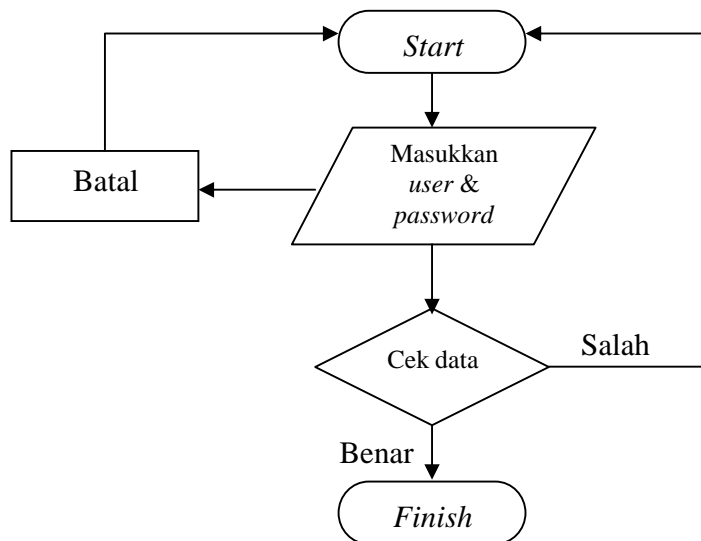 Start
Masukkan
user &
password
Batal
Cek data
Salah
Benar
Finish